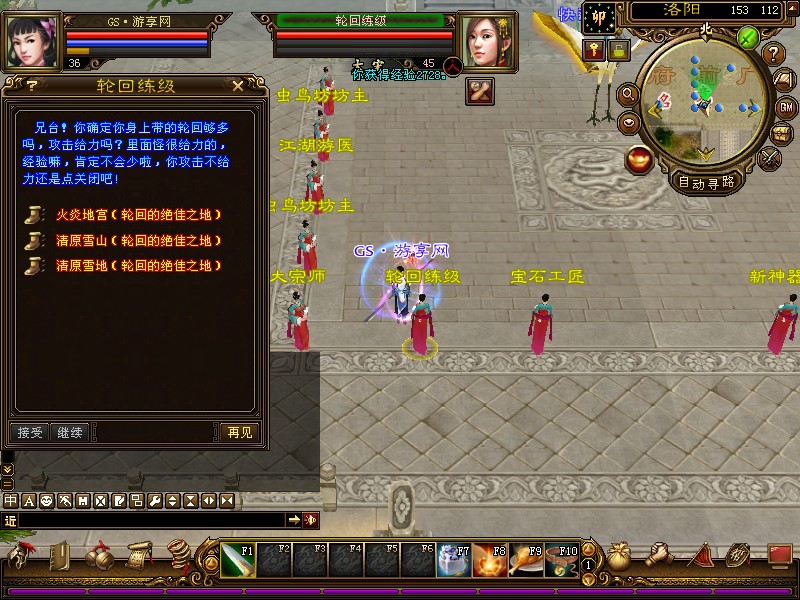 GS·游享网
36
轮回练级
45
你获得经验2728。
卯
洛阳
153 112
北
GM
自动寻路
轮回练级
兄台！你确定你身上带的轮回够多
吗，攻击给力吗？里面怪很给力的，
经验嘛，肯定不会少啦，你攻击不给
力还是点关闭吧！
火炎地宫（轮回的绝佳之地）
清原雪山（轮回的绝佳之地）
清原雪地（轮回的绝佳之地）
接受
继续
再见
虫鸟坊坊主
江湖游医
虫鸟坊坊主
大宗师
GS·游享网
轮回练级
宝石工匠
新神器
中
A
近
F1
F2
F3
F4
F5
F6
F7
F8
F9
F10
1